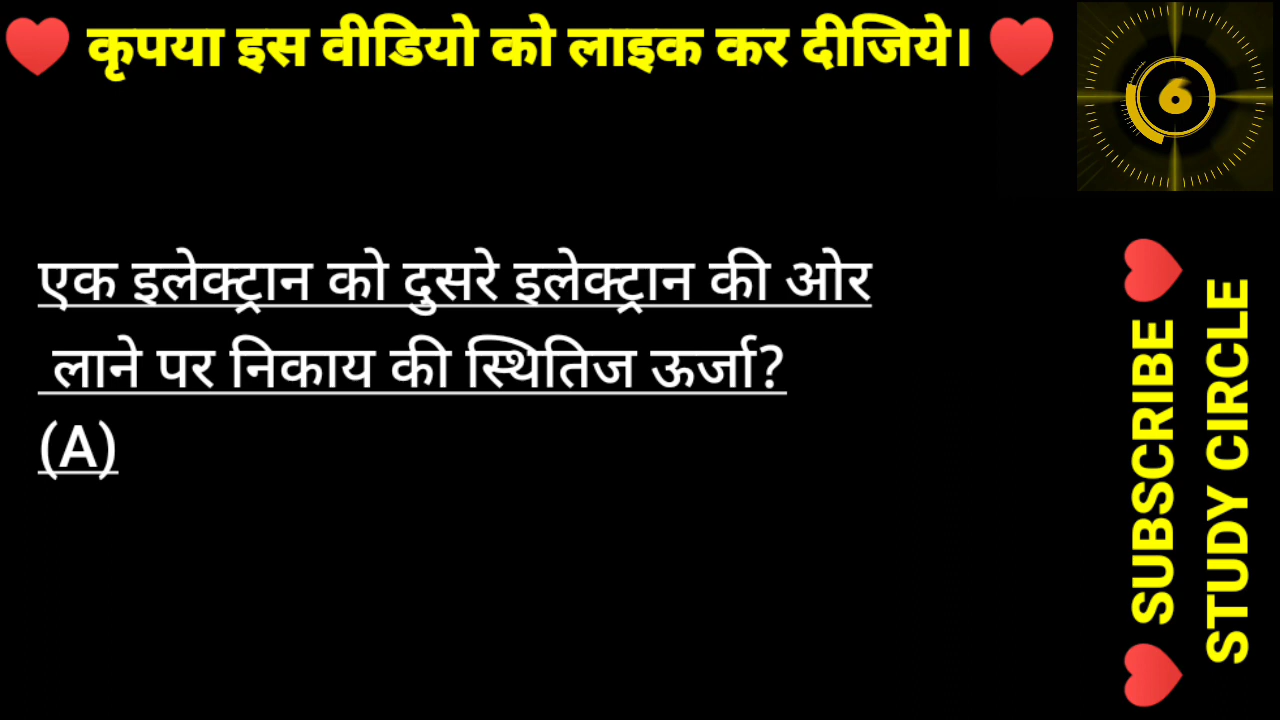 ❤ कृपया इस वीडियो को लाइक कर दीजिये। ❤
6
एक इलेक्ट्रान को दुसरे इलेक्ट्रान की ओर
लाने पर निकाय की स्थितिज ऊर्जा?
(A)
❤ SUBSCRIBE ❤
STUDY CIRCLE